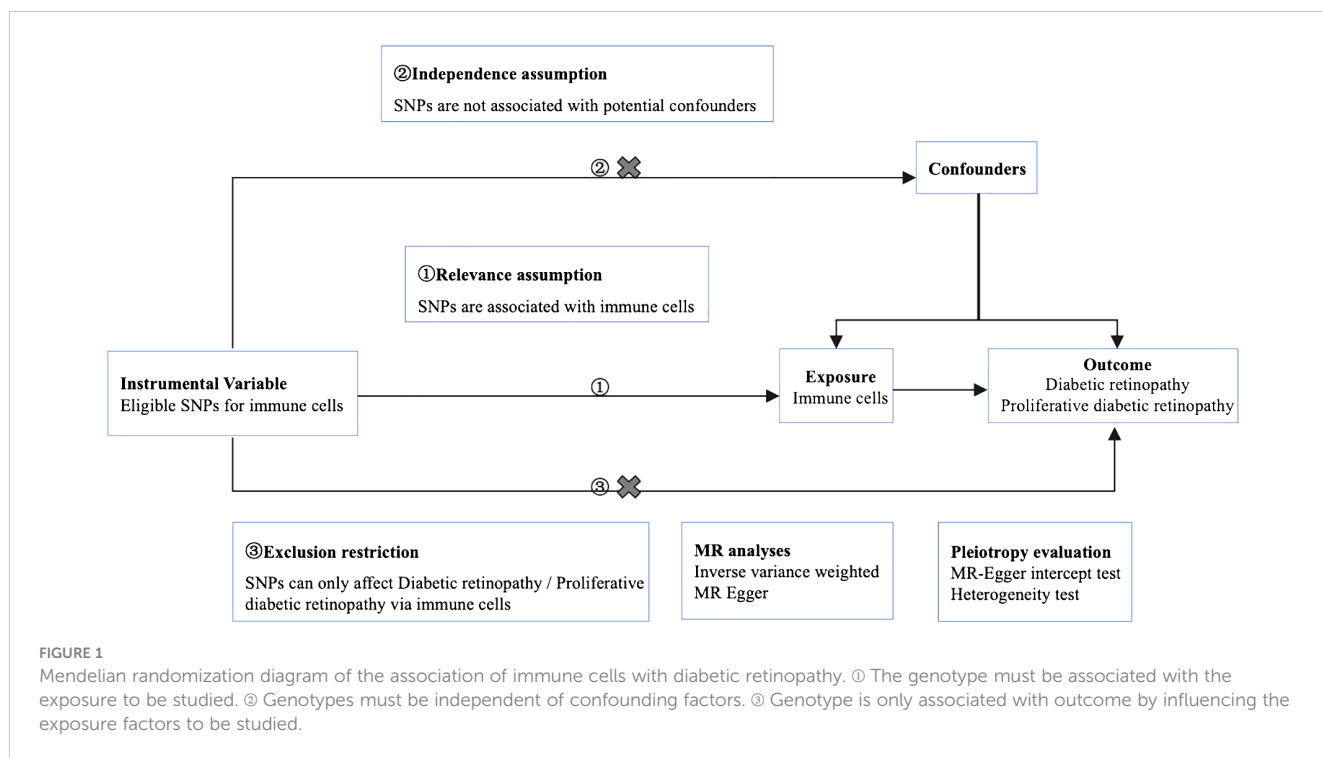 ②Independence assumption
SNPs are not associated with potential confounders
② 
Confounders
①Relevance assumption
SNPs are associated with immune cells
Instrumental Variable
Eligible SNPs for immune cells
①
Exposure
Immune cells
Outcome
Diabetic retinopathy
Proliferative diabetic retinopathy
③
③Exclusion restriction
SNPs can only affect Diabetic retinopathy / Proliferative
diabetic retinopathy via immune cells
MR analyses
Inverse variance weighted
MR Egger
Pleiotropy evaluation
MR-Egger intercept test
Heterogeneity test
FIGURE 1
Mendelian randomization diagram of the association of immune cells with diabetic retinopathy. ① The genotype must be associated with the
exposure to be studied. ② Genotypes must be independent of confounding factors. ③ Genotype is only associated with outcome by influencing the
exposure factors to be studied.